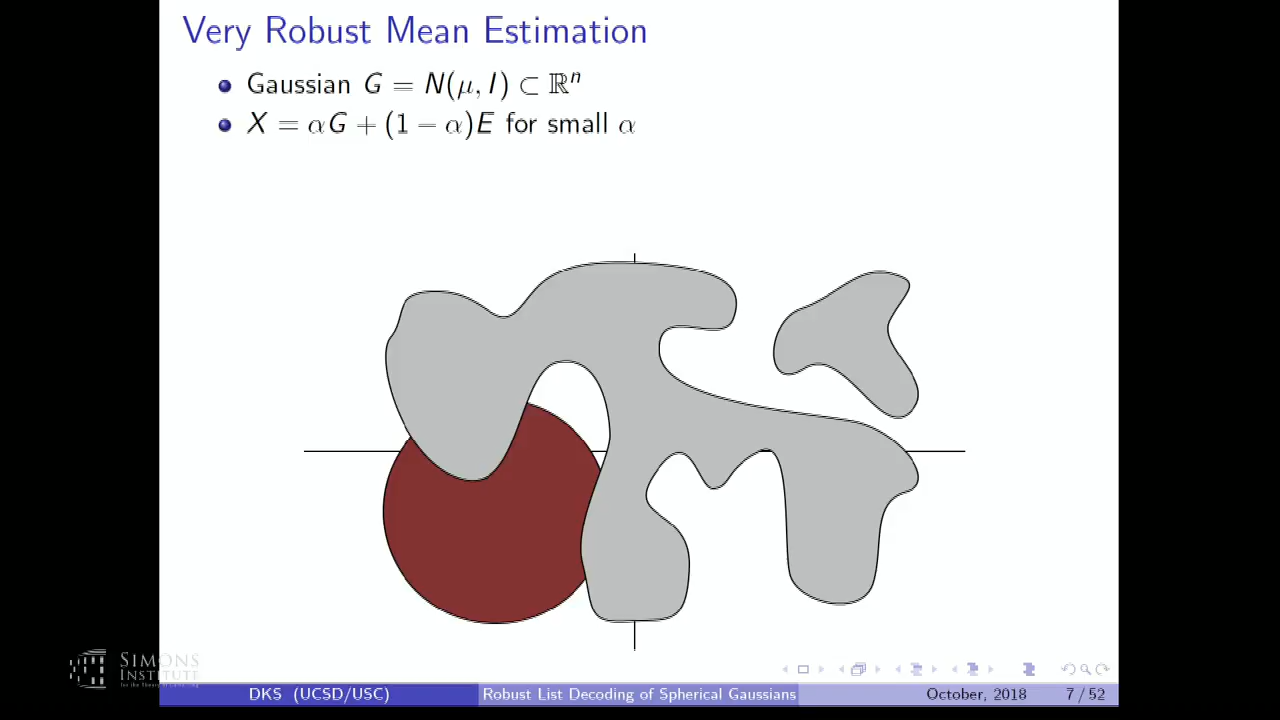 Very Robust Mean Estimation
Gaussian G = N(μ, I) ⊂ ℝⁿ
X = αG + (1 − α)E for small α
SIMONS
INSTITUTE
DKS (UCSD/USC) Robust List Decoding of Spherical Gaussians October, 2018 7 / 52